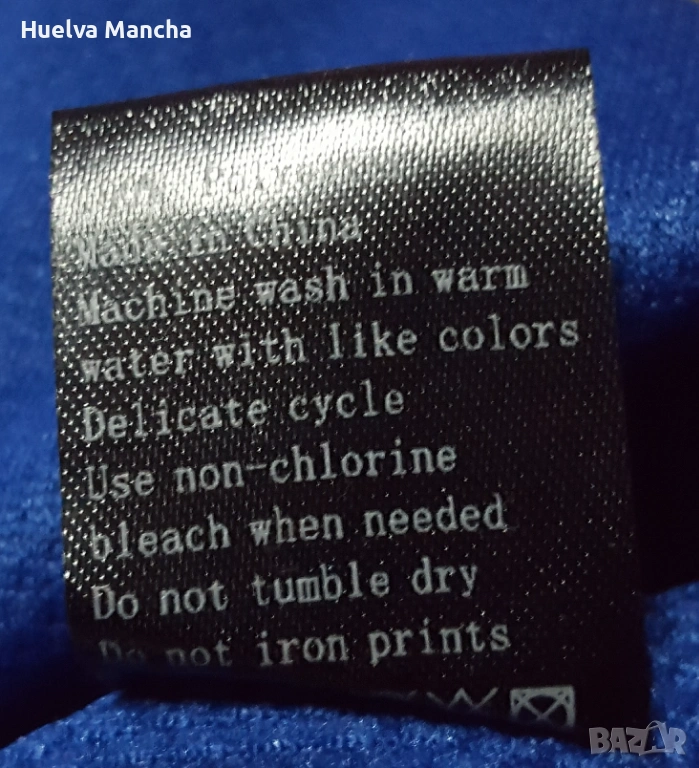 Huelva Mancha
Made in China
Machine wash in warm
water with like colors
Delicate cycle
Use non-chlorine
bleach when needed
Do not tumble dry
Do not iron prints
BAZAR